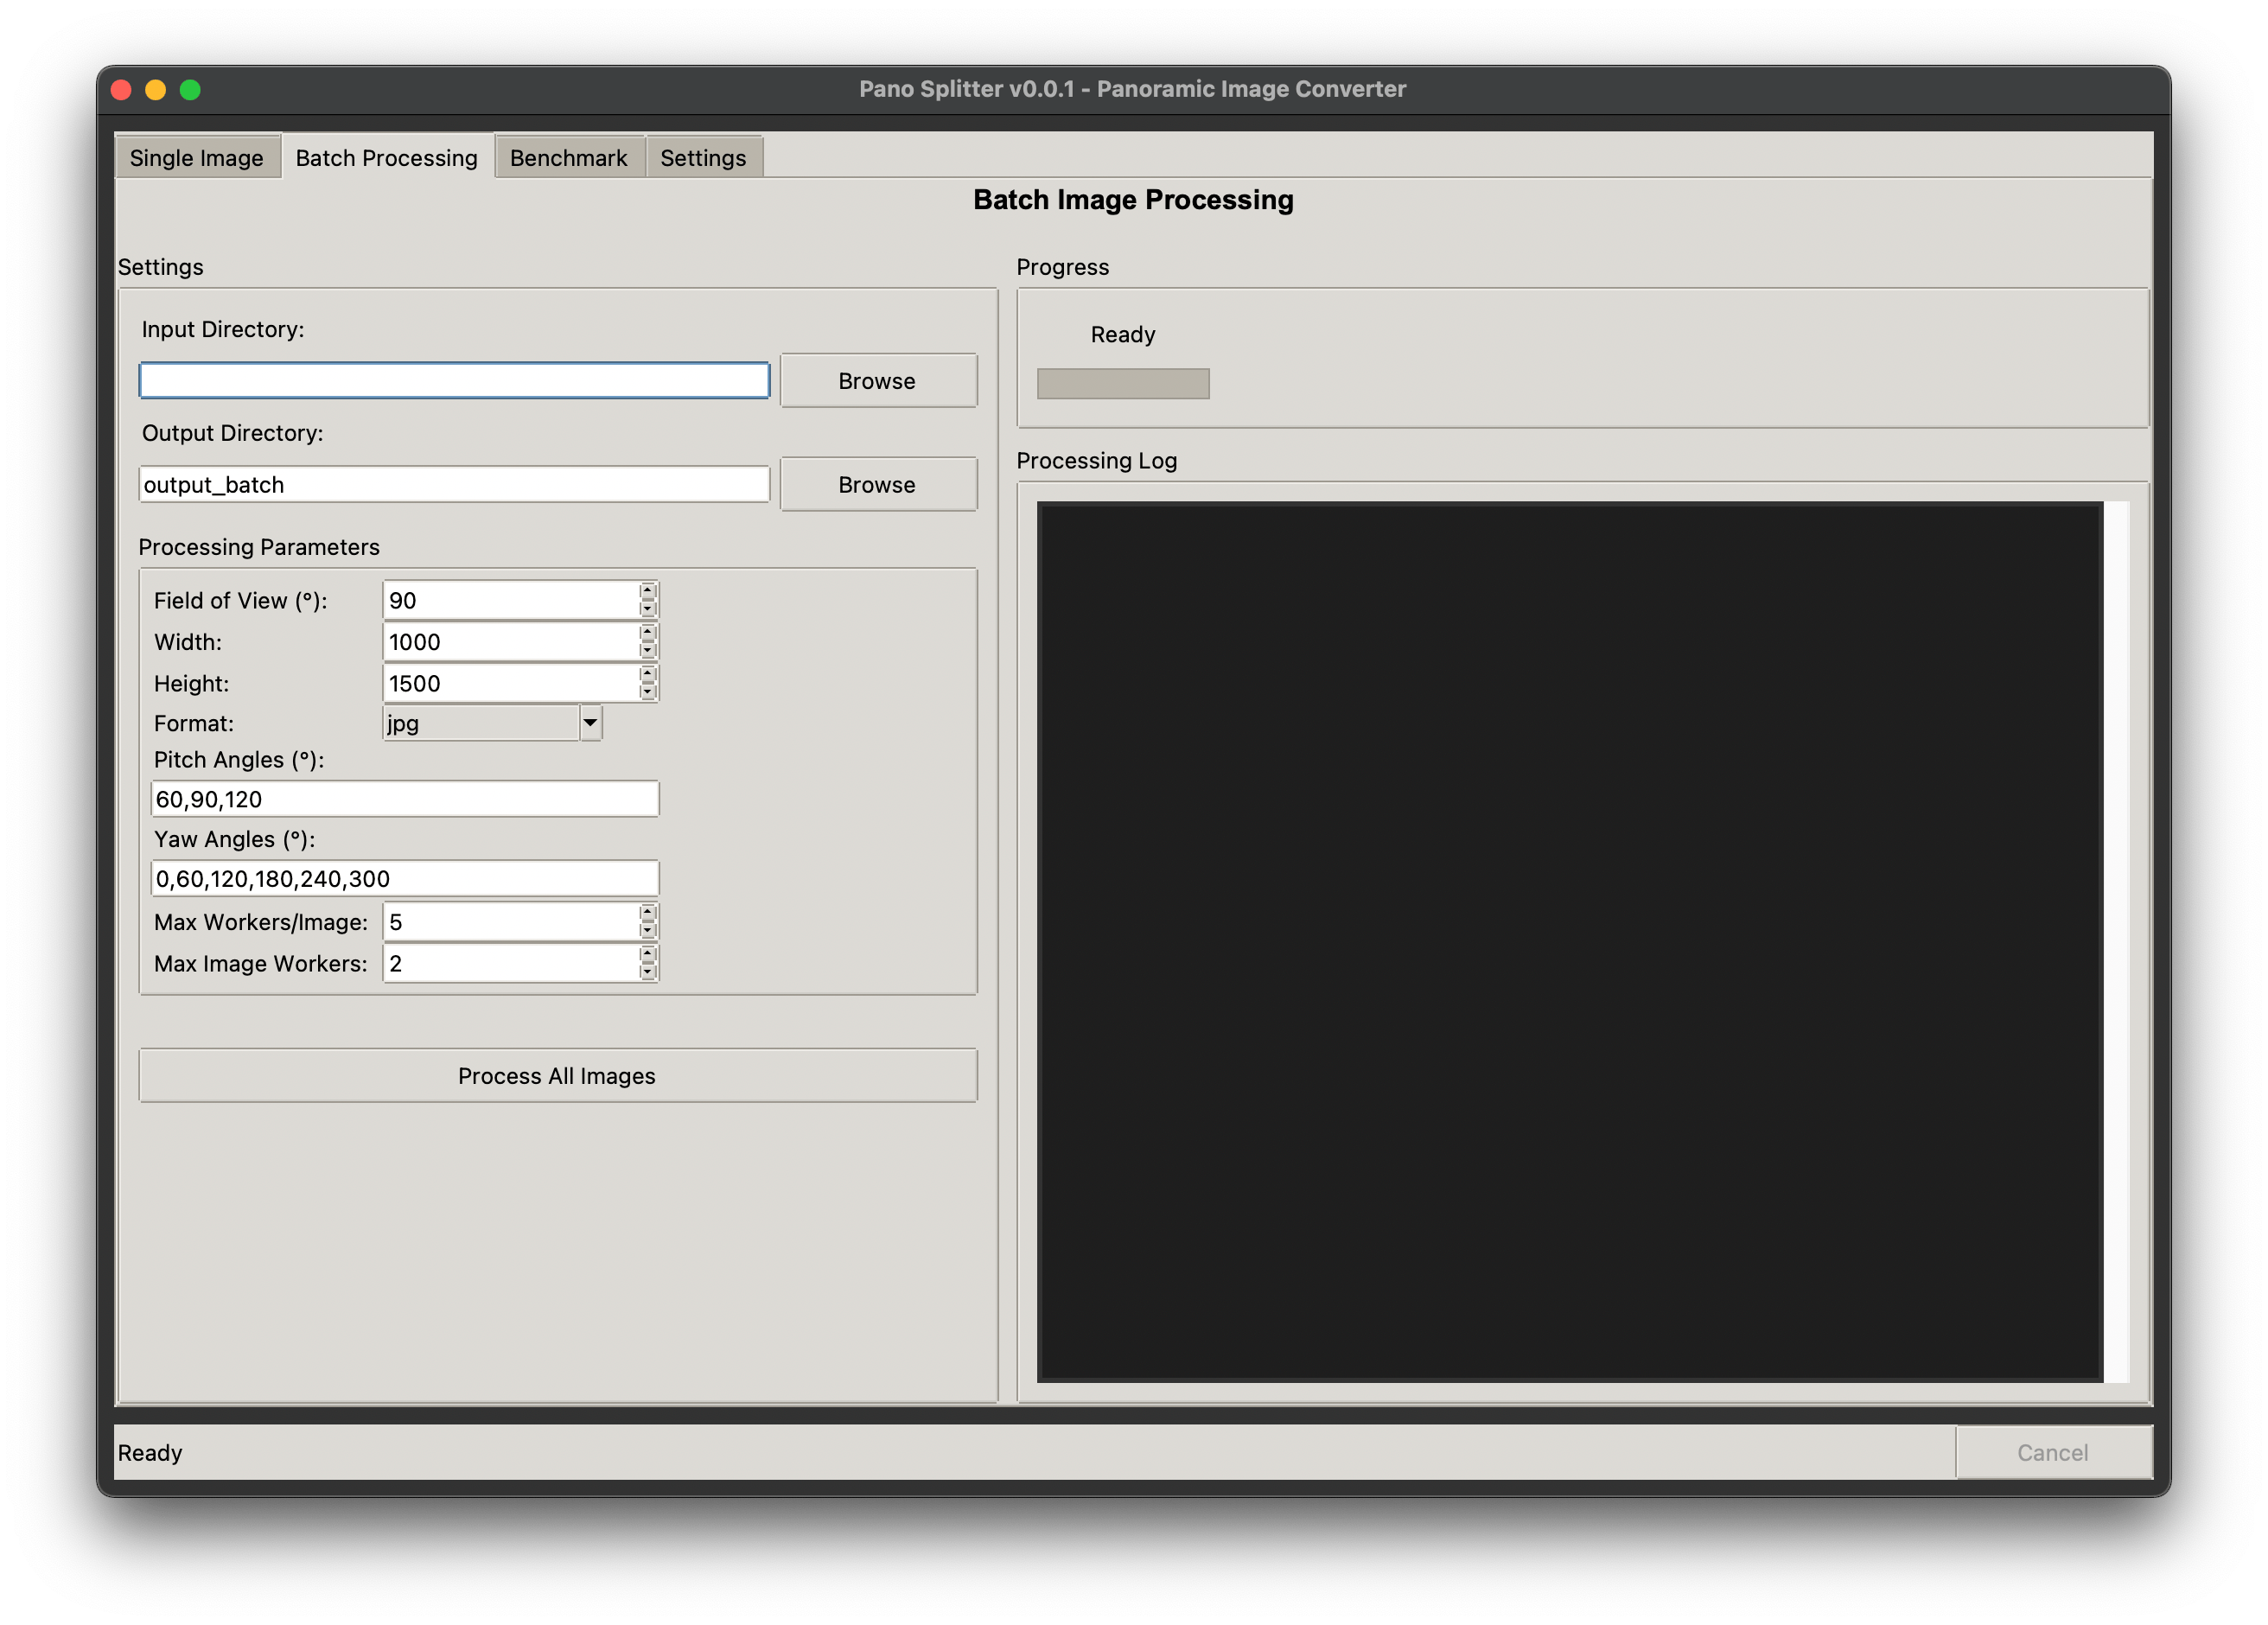 Pano Splitter v0.0.1 - Panoramic Image Converter
Single Image Batch Processing Benchmark Settings
Batch Image Processing
Settings
Input Directory:
Browse
Output Directory:
output_batch Browse
Processing Parameters
Field of View (°): 90
Width: 1000
Height: 1500
Format: jpg
Pitch Angles (°):
60,90,120
Yaw Angles (°):
0,60,120,180,240,300
Max Workers/Image: 5
Max Image Workers: 2
Process All Images
Progress
Ready
Processing Log
Ready Cancel